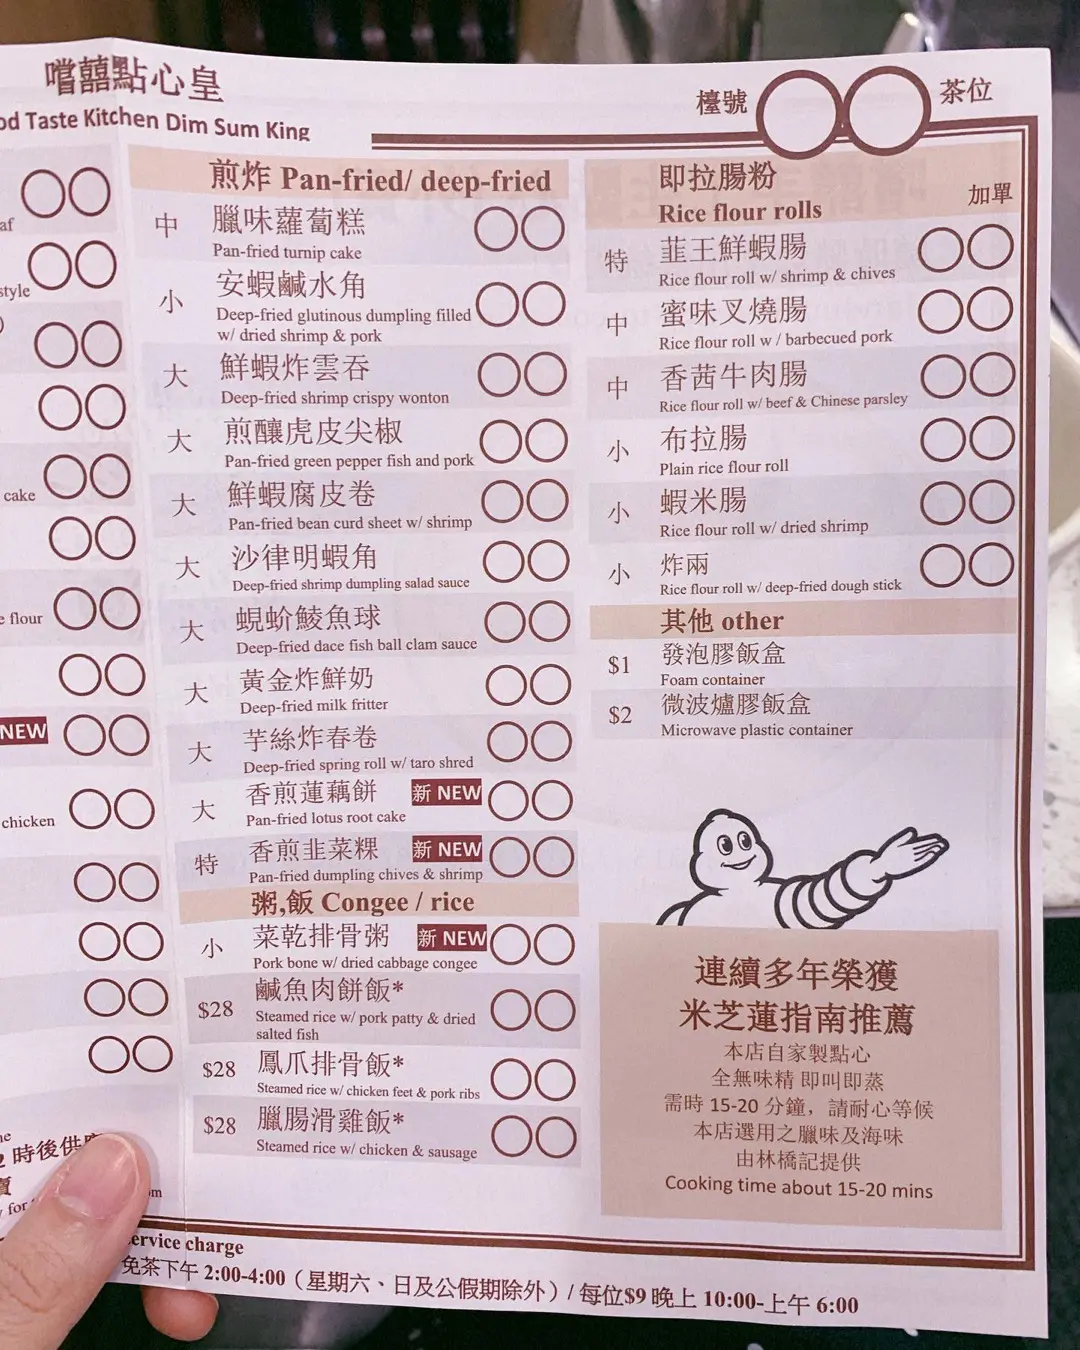 噹囍點心皇
od Taste Kitchen Dim Sum King
檯號
茶位
af
style
)
cake
e flour
NEW
chicken
煎炸 Pan-fried/ deep-fried
中 臘味蘿蔔糕
Pan-fried turnip cake
小 安蝦鹹水角
Deep-fried glutinous dumpling filled
w/ dried shrimp & pork
大 鮮蝦炸雲吞
Deep-fried shrimp crispy wonton
大 煎釀虎皮尖椒
Pan-fried green pepper fish and pork
大 鮮蝦腐皮卷
Pan-fried bean curd sheet w/ shrimp
大 沙律明蝦角
Deep-fried shrimp dumpling salad sauce
大 蜆蚧鯪魚球
Deep-fried dace fish ball clam sauce
大 黃金炸鮮奶
Deep-fried milk fritter
大 芋絲炸春卷
Deep-fried spring roll w/ taro shred
大 香煎蓮藕餅 新 NEW
Pan-fried lotus root cake
特 香煎韭菜粿 新 NEW
Pan-fried dumpling chives & shrimp
粥,飯 Congee / rice
小 菜乾排骨粥 新 NEW
Pork bone w/ dried cabbage congee
$28 鹹魚肉餅飯*
Steamed rice w/ pork patty & dried
salted fish
$28 鳳爪排骨飯*
Steamed rice w/ chicken feet & pork ribs
$28 臘腸滑雞飯*
Steamed rice w/ chicken & sausage
即拉腸粉
Rice flour rolls
加單
特 韮王鮮蝦腸
Rice flour roll w/ shrimp & chives
中 蜜味叉燒腸
Rice flour roll w / barbecued pork
中 香茜牛肉腸
Rice flour roll w/ beef & Chinese parsley
小 布拉腸
Plain rice flour roll
小 蝦米腸
Rice flour roll w/ dried shrimp
小 炸兩
Rice flour roll w/ deep-fried dough stick
其他 other
$1 發泡膠飯盒
Foam container
$2 微波爐膠飯盒
Microwave plastic container
連續多年榮獲
米芝蓮指南推薦
本店自家製點心
全無味精 即叫即蒸
需時 15-20 分鐘，請耐心等候
本店選用之臘味及海味
由林橋記提供
Cooking time about 15-20 mins
時後供
for
om
ervice charge
免茶下午 2:00-4:00（星期六、日及公假期除外）/ 每位$9 晚上 10:00-上午 6:00